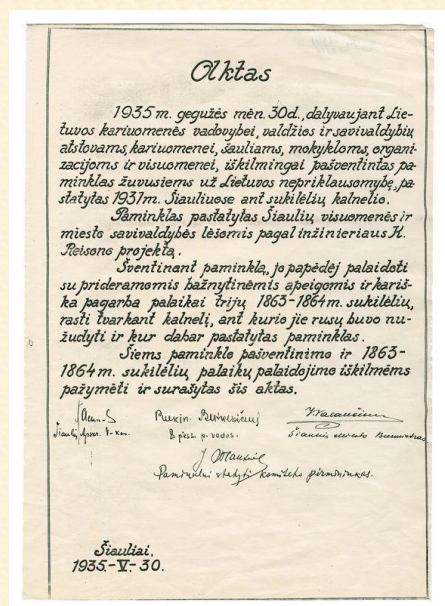 Aktas
1935 m. gegužės mėn. 30 d., dalyvaujant Lie-
tuvos kariuomenės vadovybei, valdžios ir savivaldybių
atstovams, kariuomenei, šauliams, mokykloms, organi-
zacijoms ir visuomenei, iškilmingai pašventintas pa-
minklas žuvusiems už Lietuvos nepriklausomybę, pa-
statytas 1931 m. Šiauliuose ant sukilėlių kalnelio.
Paminklas pastatytas Šiaulių visuomenės ir
miesto savivaldybės lėšomis pagal inžinieriaus K.
Reisono projektą.
Šventinant paminklą, jo papėdėj palaidoti
su prideramomis bažnytinėmis apeigomis ir kariš-
ka pagarba palaikai trijų 1863-1864 m. sukilėlių,
rasti tvarkant kalnelį, ant kurio jie rusų buvo nu-
žudyti ir kur dabar pastatytas paminklas.
Šiems paminklo pašventinimo ir 1863-
1864 m. sukilėlių palaikų palaidojimo iškilmėms
pažymėti ir surašytas šis aktas.
8 pėst. p. vadas.
Šiaulių miesto Burmistras
Paminklui statyti komiteto pirmininkas.
Šiauliai,
1935.-V-30.